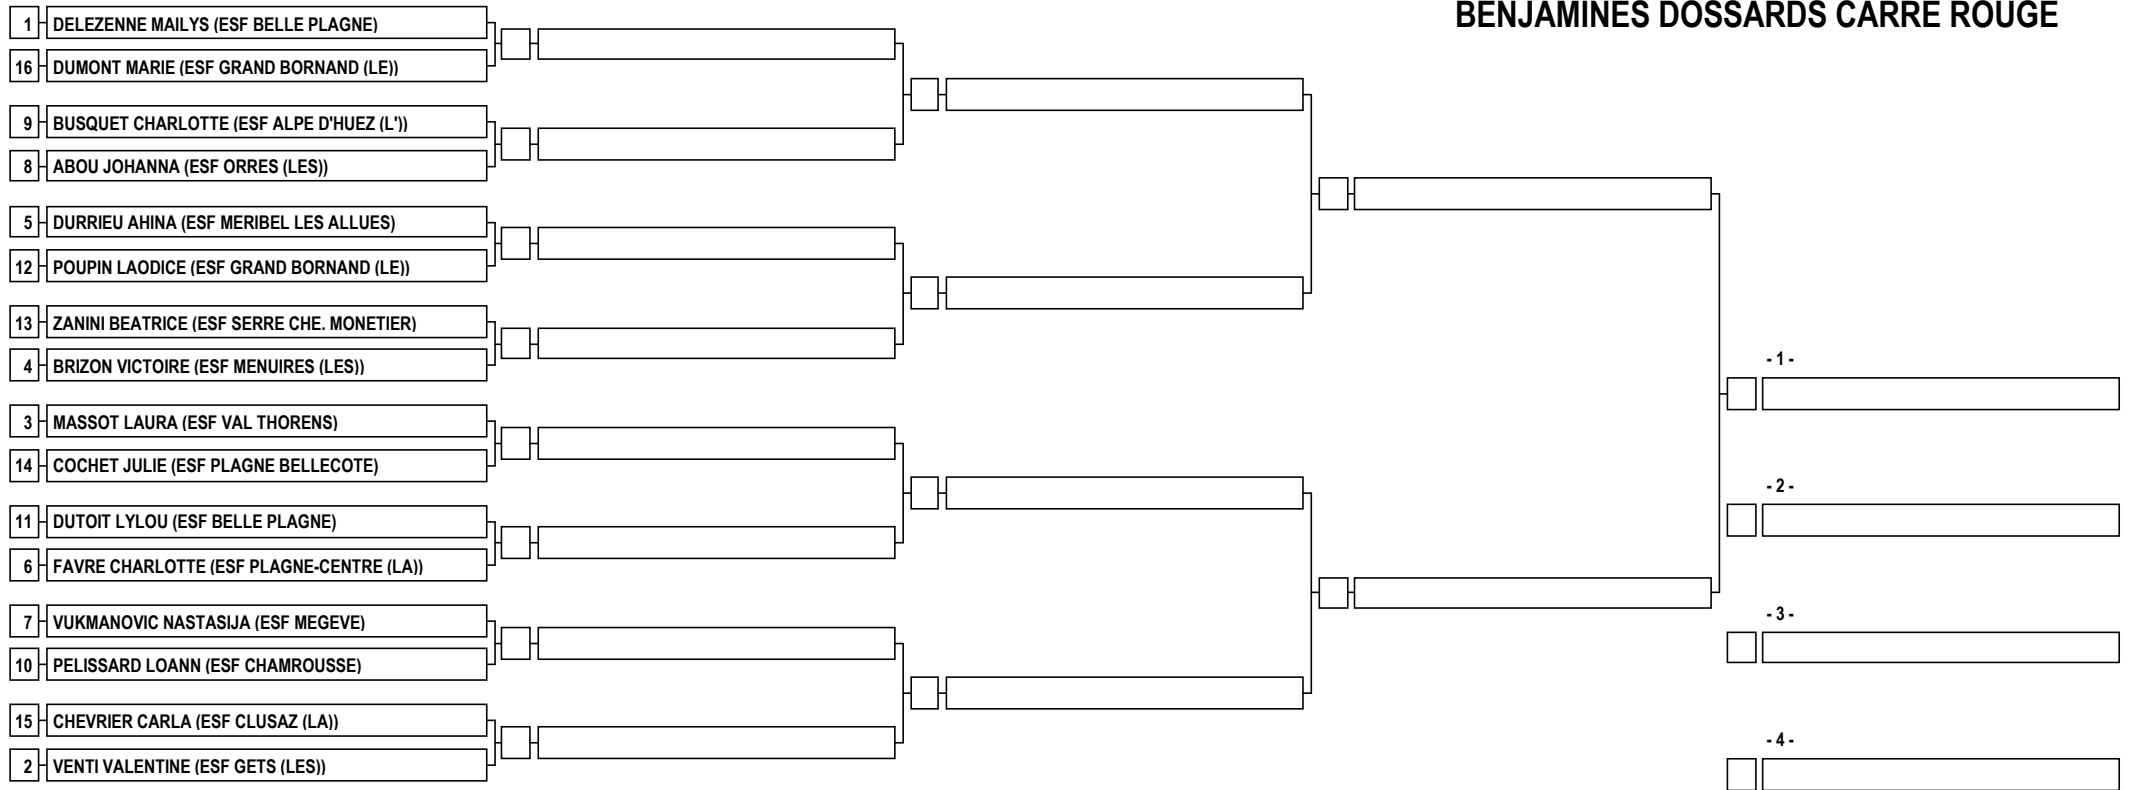 BENJAMINES DOSSARDS CARRE ROUGE
1 DELEZENNE MAILYS (ESF BELLE PLAGNE)
16 DUMONT MARIE (ESF GRAND BORNAND (LE))
9 BUSQUET CHARLOTTE (ESF ALPE D'HUEZ (L'))
8 ABOU JOHANNA (ESF ORRES (LES))
5 DURRIEU AHINA (ESF MERIBEL LES ALLUES)
12 POUPIN LAODICE (ESF GRAND BORNAND (LE))
13 ZANINI BEATRICE (ESF SERRE CHE. MONETIER)
4 BRIZON VICTOIRE (ESF MENUIRES (LES))
3 MASSOT LAURA (ESF VAL THORENS)
14 COCHET JULIE (ESF PLAGNE BELLECOTE)
11 DUTOIT LYLOU (ESF BELLE PLAGNE)
6 FAVRE CHARLOTTE (ESF PLAGNE-CENTRE (LA))
7 VUKMANOVIC NASTASIJA (ESF MEGEVE)
10 PELISSARD LOANN (ESF CHAMROUSSE)
15 CHEVRIER CARLA (ESF CLUSAZ (LA))
2 VENTI VALENTINE (ESF GETS (LES))
- 1 -
- 2 -
- 3 -
- 4 -